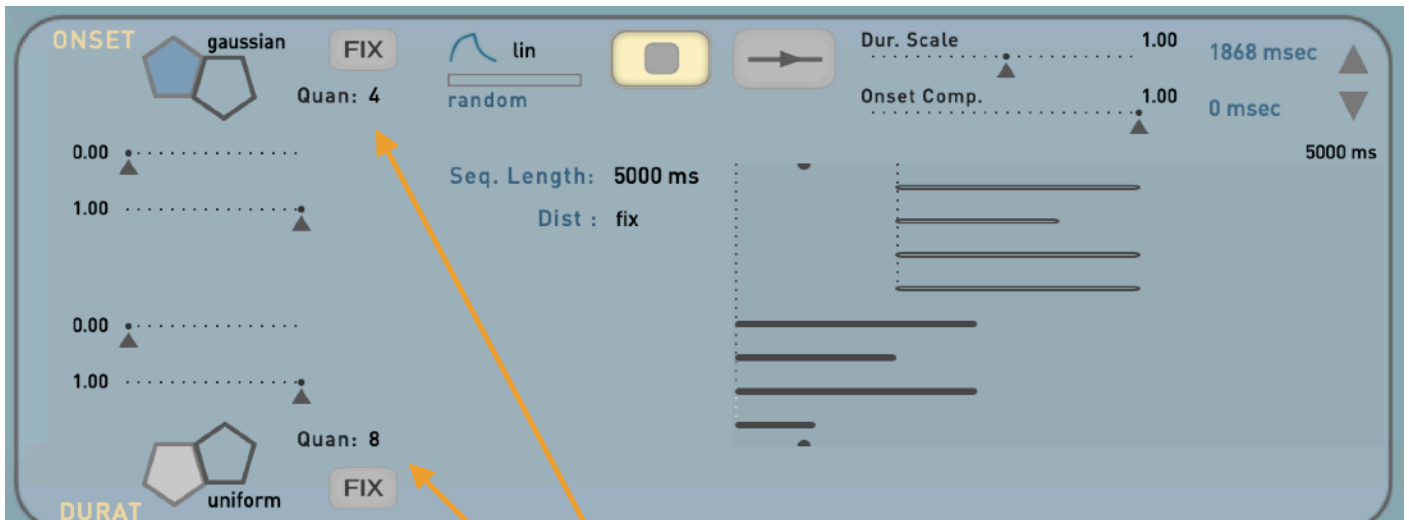 ONSET
gaussian
FIX
Quan: 4
lin
random
Dur. Scale 1.00
1868 msec
Onset Comp. 1.00
0 msec
5000 ms
0.00
1.00
Seq. Length: 5000 ms
Dist : fix
0.00
1.00
Quan: 8
FIX
uniform
DURAT